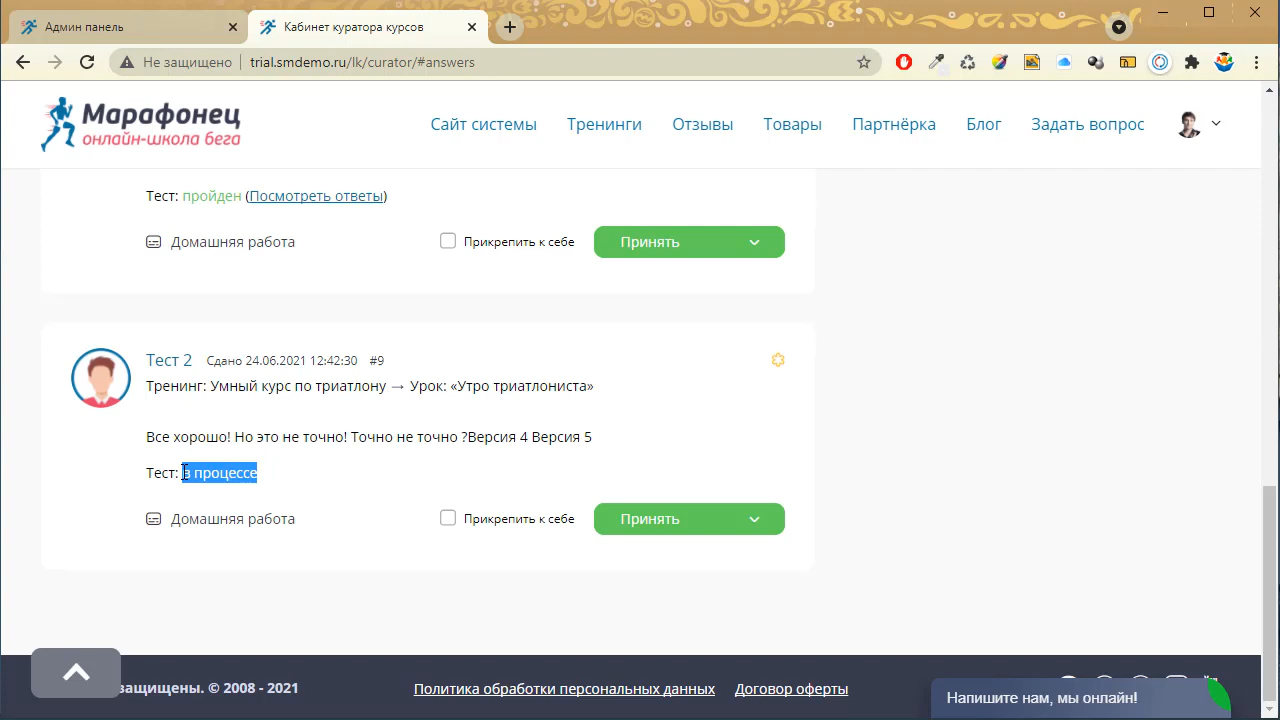 Админ панель
Кабинет куратора курсов
Не защищено
trial.smdemo.ru/lk/curator/#answers
Марафонец
онлайн-школа бега
Сайт системы
Тренинги
Отзывы
Товары
Партнёрка
Блог
Задать вопрос
Тест: пройден (Посмотреть ответы)
Домашняя работа
Прикрепить к себе
Принять
Тест 2 Сдано 24.06.2021 12:42:30 #9
Тренинг: Умный курс по триатлону → Урок: «Утро триатлониста»
Все хорошо! Но это не точно! Точно не точно ?Версия 4 Версия 5
Тест: в процессе
Домашняя работа
Прикрепить к себе
Принять
защищены. © 2008 - 2021
Политика обработки персональных данных
Договор оферты
Напишите нам, мы онлайн!